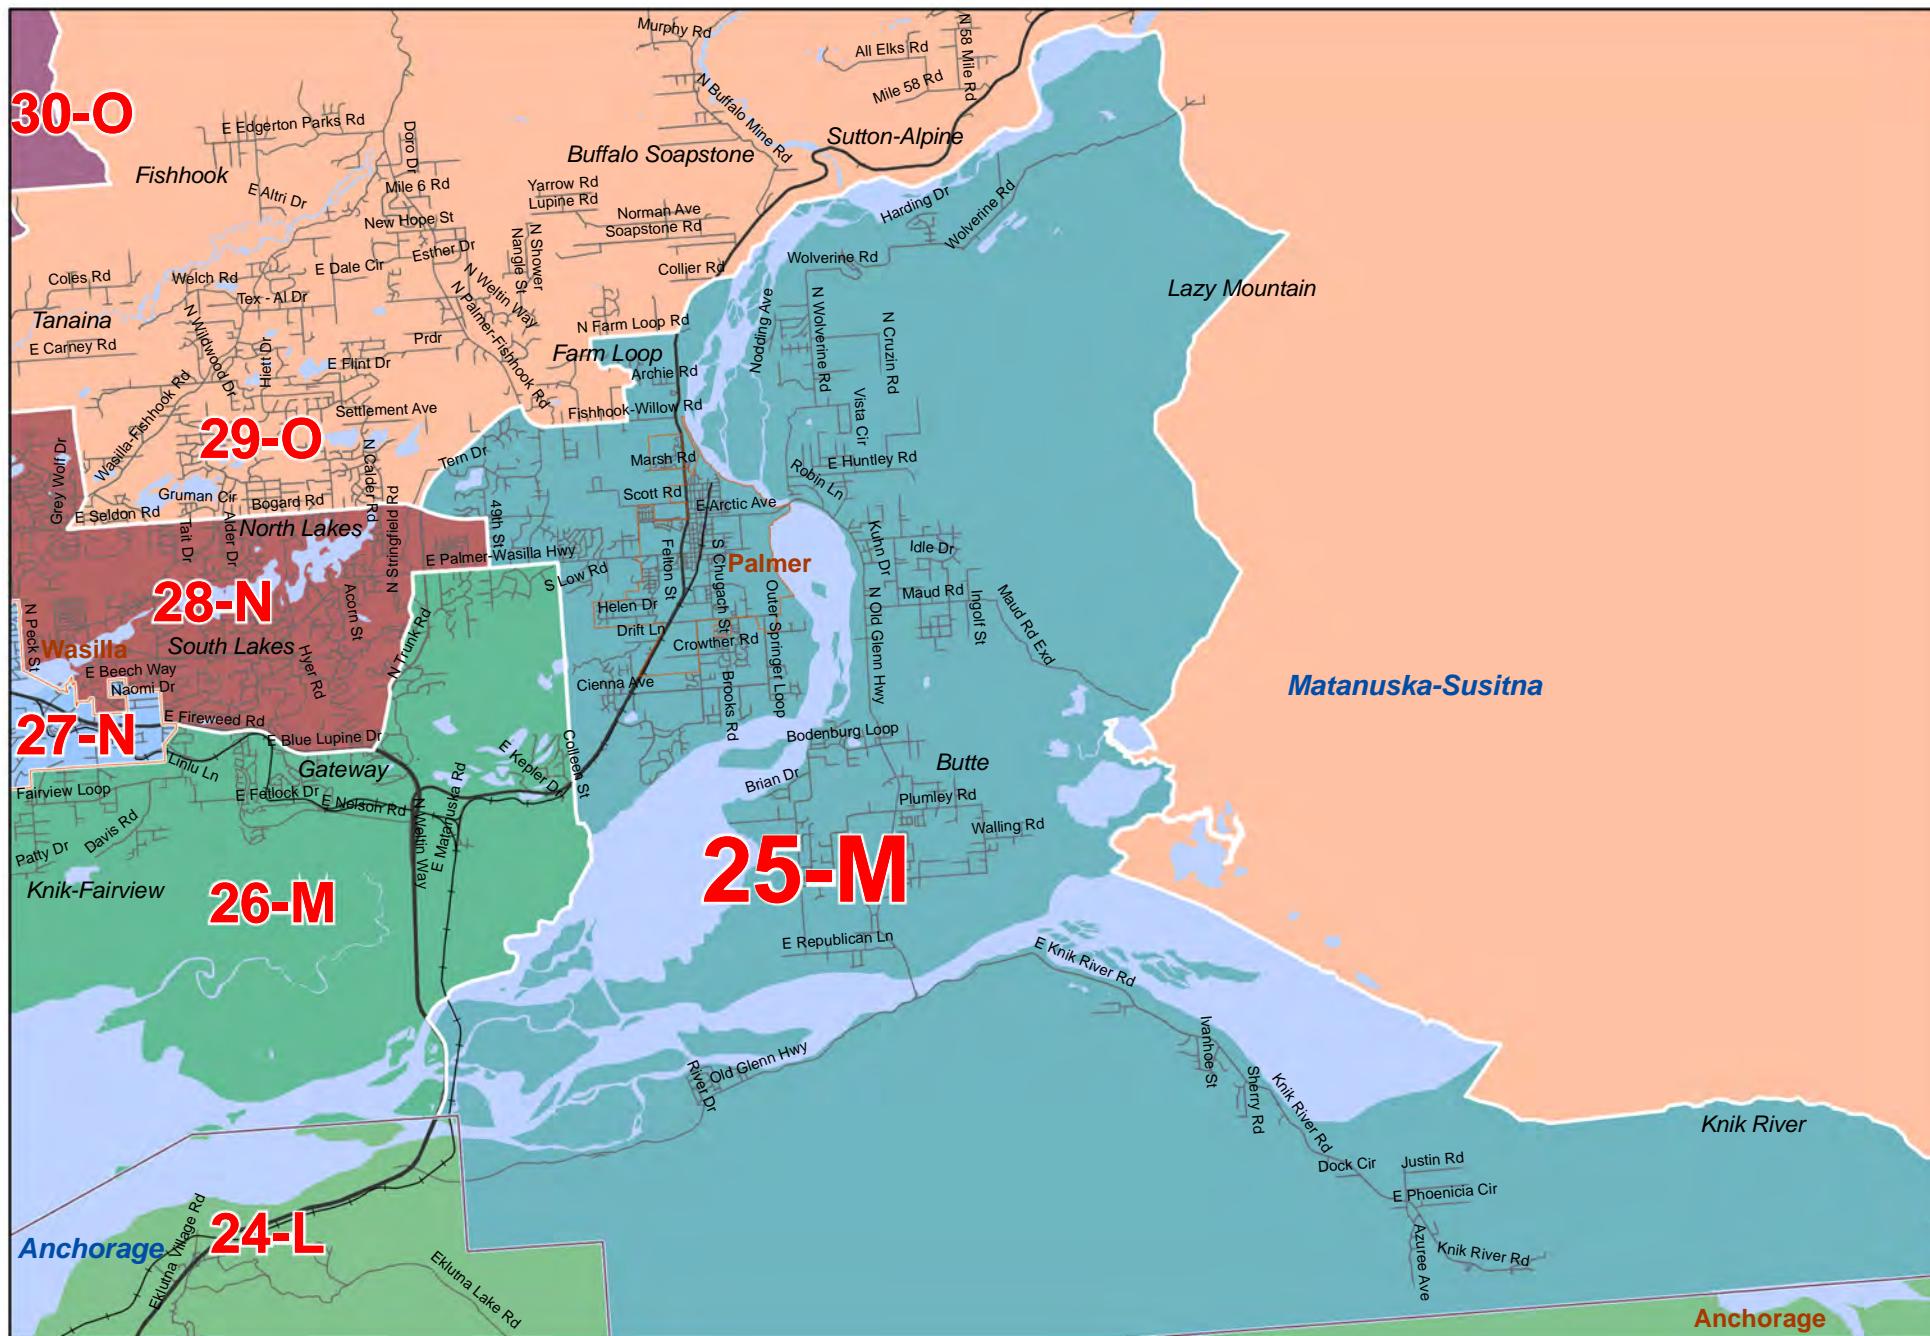 Murphy Rd
All Elks Rd
N 58 Mile Rd
Mile 58 Rd
30-O
E Edgerton Parks Rd
Doro Dr
N Buffalo Mine Rd
Sutton-Alpine
Buffalo Soapstone
Fishhook
E Altri Dr
Mile 6 Rd
Yarrow Rd
Lupine Rd
Norman Ave
Soapstone Rd
New Hope St
Harding Dr
Wolverine Rd
Esther Dr
Nangle St
N Shower
Wolverine Rd
Collier Rd
Coles Rd
Welch Rd
E Dale Cir
N Weltin Way
Lazy Mountain
Tex - Al Dr
N Palmer-Fishhook Rd
Nodding Ave
N Wolverine Rd
N Cruzin Rd
Tanaina
N Wildwood Dr
N Farm Loop Rd
E Carney Rd
Prdr
Farm Loop
Hiett Dr
E Flint Dr
Archie Rd
Wasilla-Fishhook Rd
Settlement Ave
Fishhook-Willow Rd
Vista Cir
29-O
Grey Wolf Dr
N Calder Rd
Tern Dr
Marsh Rd
E Huntley Rd
Robin Ln
Gruman Cir
Bogard Rd
Scott Rd
E Arctic Ave
E Seldon Rd
North Lakes
Tait Dr
Alder Dr
N Stringfield Rd
49th St
E Palmer-Wasilla Hwy
Felton St
S Chugach St
Palmer
Kuhn Dr
Idle Dr
28-N
S Low Rd
Outer Springer Loop
Maud Rd
Ingolf St
Maud Rd Exd
N Old Glenn Hwy
N Peck St
Acorn St
Helen Dr
Drift Ln
Crowther Rd
N Trunk Rd
South Lakes
Wasilla
Hyer Rd
E Beech Way
Naomi Dr
Cienna Ave
Brooks Rd
Matanuska-Susitna
E Fireweed Rd
27-N
E Blue Lupine Dr
Bodenburg Loop
Colleen St
Linlu Ln
Gateway
E Kepler Dr
Butte
Brian Dr
Fairview Loop
E Fetlock Dr
E Nelson Rd
N Weltin Way
E Matanuska Rd
Plumley Rd
Walling Rd
Davis Rd
Patty Dr
25-M
Knik-Fairview
26-M
E Republican Ln
E Knik River Rd
Ivanhoe St
Old Glenn Hwy
River Dr
Sherry Rd
Knik River Rd
Knik River
Dock Cir
Justin Rd
E Phoenicia Cir
Azuree Ave
Knik River Rd
Eklutna Village Rd
24-L
Anchorage
Eklutna Lake Rd
Anchorage